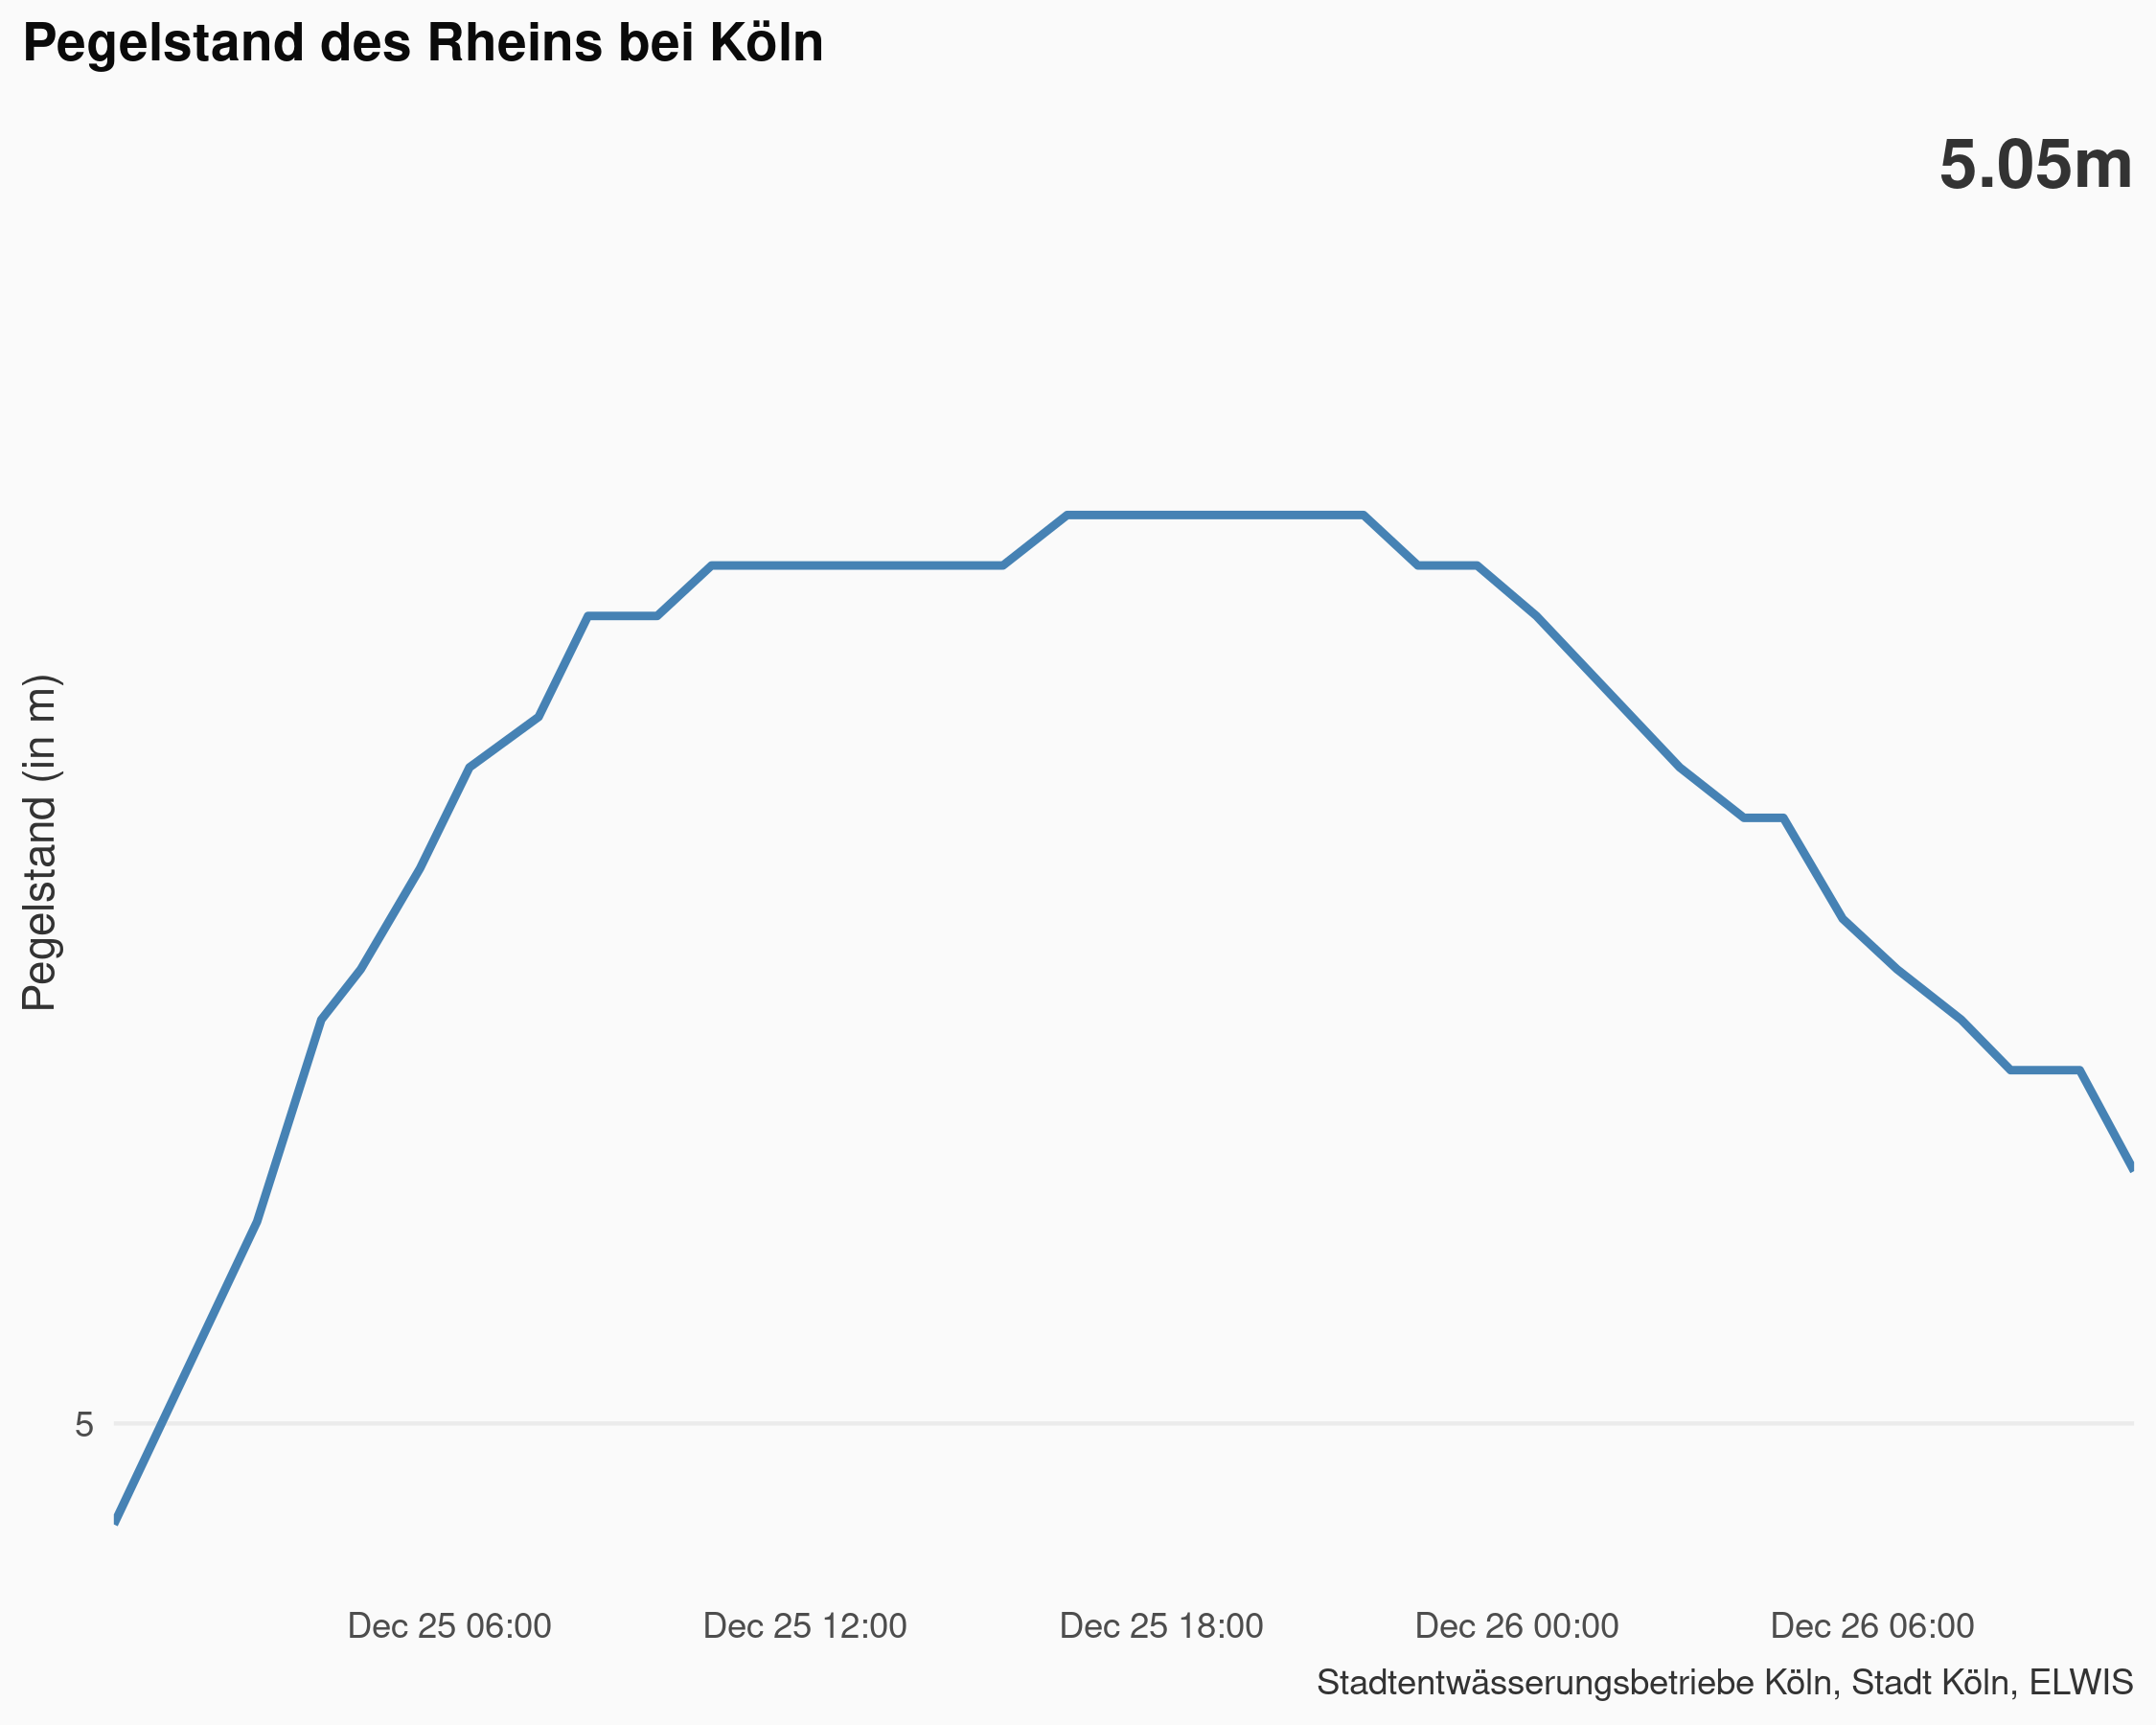 Pegelstand des Rheins bei Köln
5.05m
Pegelstand (in m)
5
Dec 25 06:00
Dec 25 12:00
Dec 25 18:00
Dec 26 00:00
Dec 26 06:00
Stadtentwässerungsbetriebe Köln, Stadt Köln, ELWIS